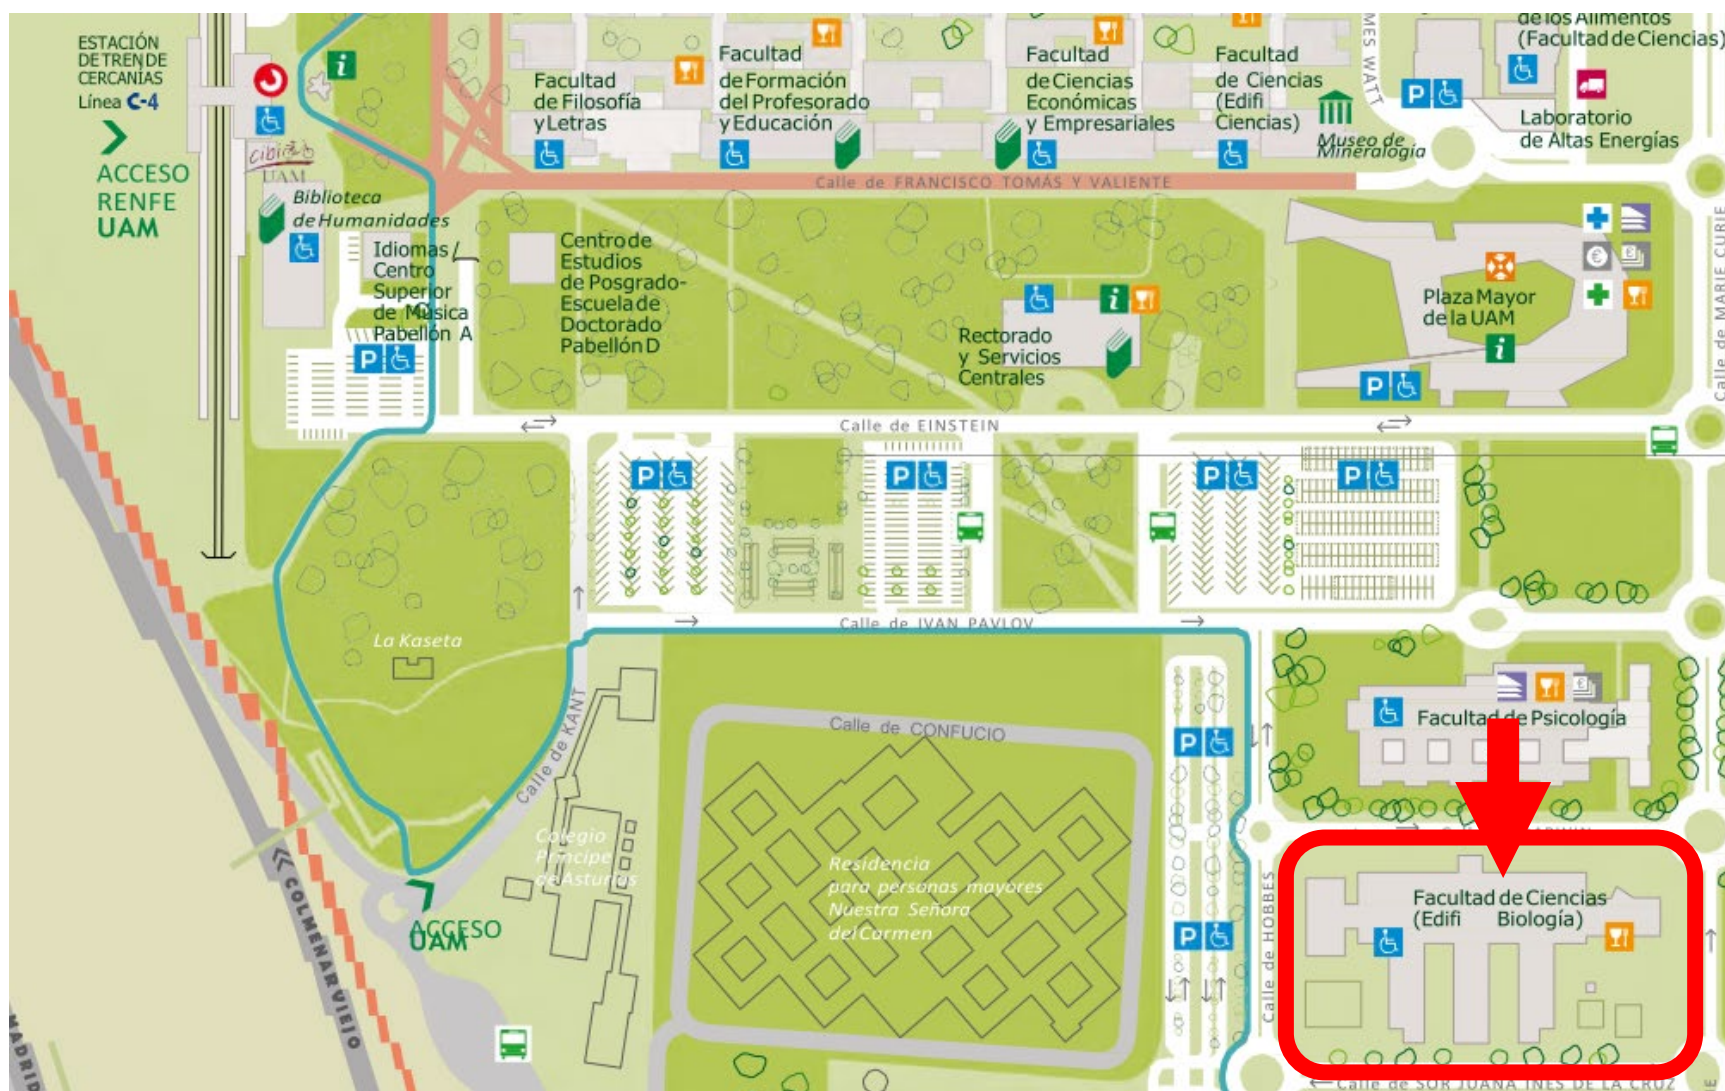 ESTACIÓN
DE TREN DE
CERCANÍAS
Línea C-4
ACCESO
RENFE
UAM
cibi
UAM
Biblioteca
de Humanidades
Idiomas/
Centro
Superior
de Música
Pabellón A
Facultad
de Filosofía
y Letras
Facultad
de Formación
del Profesorado
y Educación
Facultad
de Ciencias
Económicas
y Empresariales
Facultad
de Ciencias
(Edifi
Ciencias)
Museo de
Mineralogía
MES WATT
de los Alimentos
(Facultad de Ciencias)
P
Laboratorio
de Altas Energías
Calle de FRANCISCO TOMÁS Y VALIENTE
Centro de
Estudios
de Posgrado-
Escuela de
Doctorado
Pabellón D
Rectorado
y Servicios
Centrales
Plaza Mayor
de la UAM
P
P
Calle de MARIE CURIE
Calle de EINSTEIN
P
P
P
P
La Kaseta
Calle de IVAN PAVLOV
Calle de KANT
Calle de CONFUCIO
P
P
Facultad de Psicología
Colegio
Príncipe
de Asturias
Residencia
para personas mayores
Nuestra Señora
del Carmen
Calle de HOBBES
Facultad de Ciencias
(Edifi Biología)
ACCESO
UAM
COLMENAR VIEJO
MADRID
Calle de SOR JUANA INÉS DE LA CRUZ